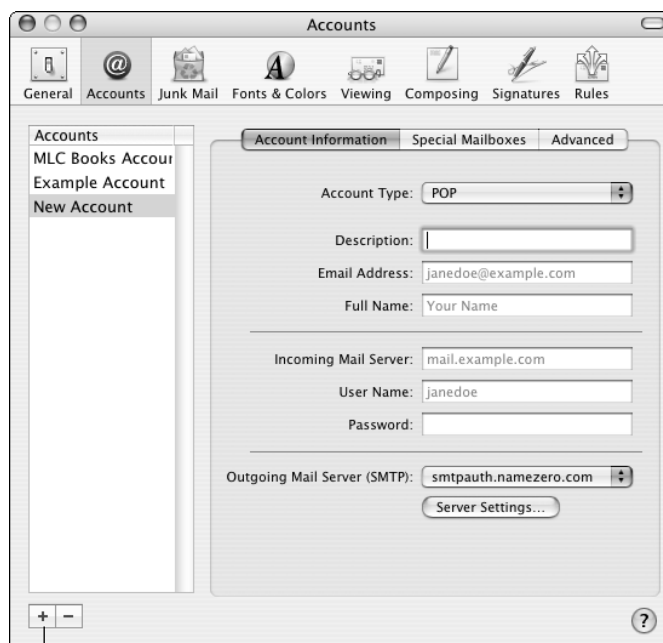 Accounts
General Accounts Junk Mail Fonts & Colors Viewing Composing Signatures Rules
Accounts
MLC Books Accour
Example Account
New Account
Account Information Special Mailboxes Advanced
Account Type: POP
Description:
Email Address: janedoe@example.com
Full Name: Your Name
Incoming Mail Server: mail.example.com
User Name: janedoe
Password:
Outgoing Mail Server (SMTP): smtpauth.namezero.com
Server Settings...
+ − ?